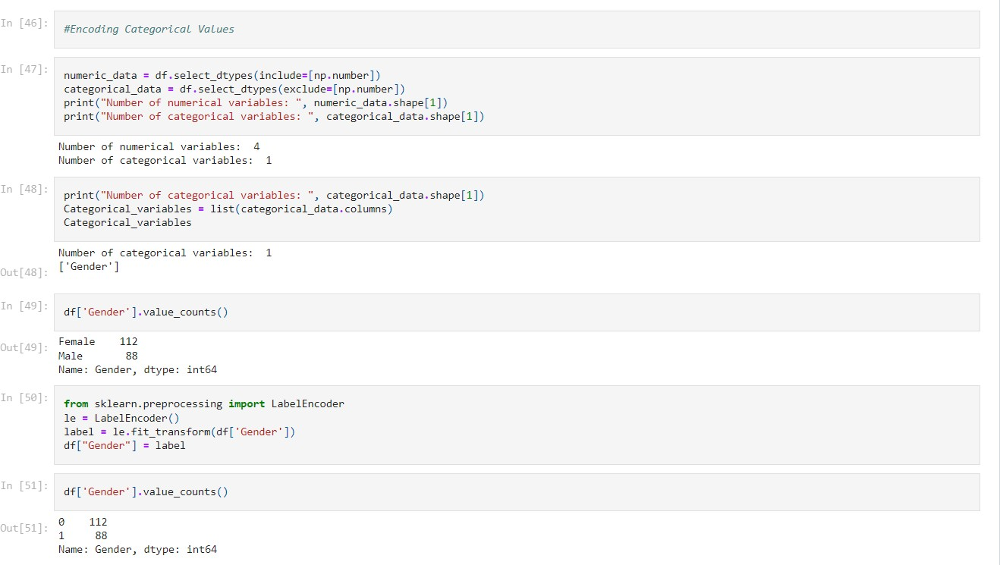 In [46]:
#Encoding Categorical Values
In [47]:
numeric_data = df.select_dtypes(include=[np.number])
categorical_data = df.select_dtypes(exclude=[np.number])
print("Number of numerical variables: ", numeric_data.shape[1])
print("Number of categorical variables: ", categorical_data.shape[1])
Number of numerical variables:  4
Number of categorical variables:  1
In [48]:
print("Number of categorical variables: ", categorical_data.shape[1])
Categorical_variables = list(categorical_data.columns)
Categorical_variables
Number of categorical variables:  1
Out[48]:
['Gender']
In [49]:
df['Gender'].value_counts()
Out[49]:
Female    112
Male       88
Name: Gender, dtype: int64
In [50]:
from sklearn.preprocessing import LabelEncoder
le = LabelEncoder()
label = le.fit_transform(df['Gender'])
df["Gender"] = label
In [51]:
df['Gender'].value_counts()
Out[51]:
0    112
1     88
Name: Gender, dtype: int64